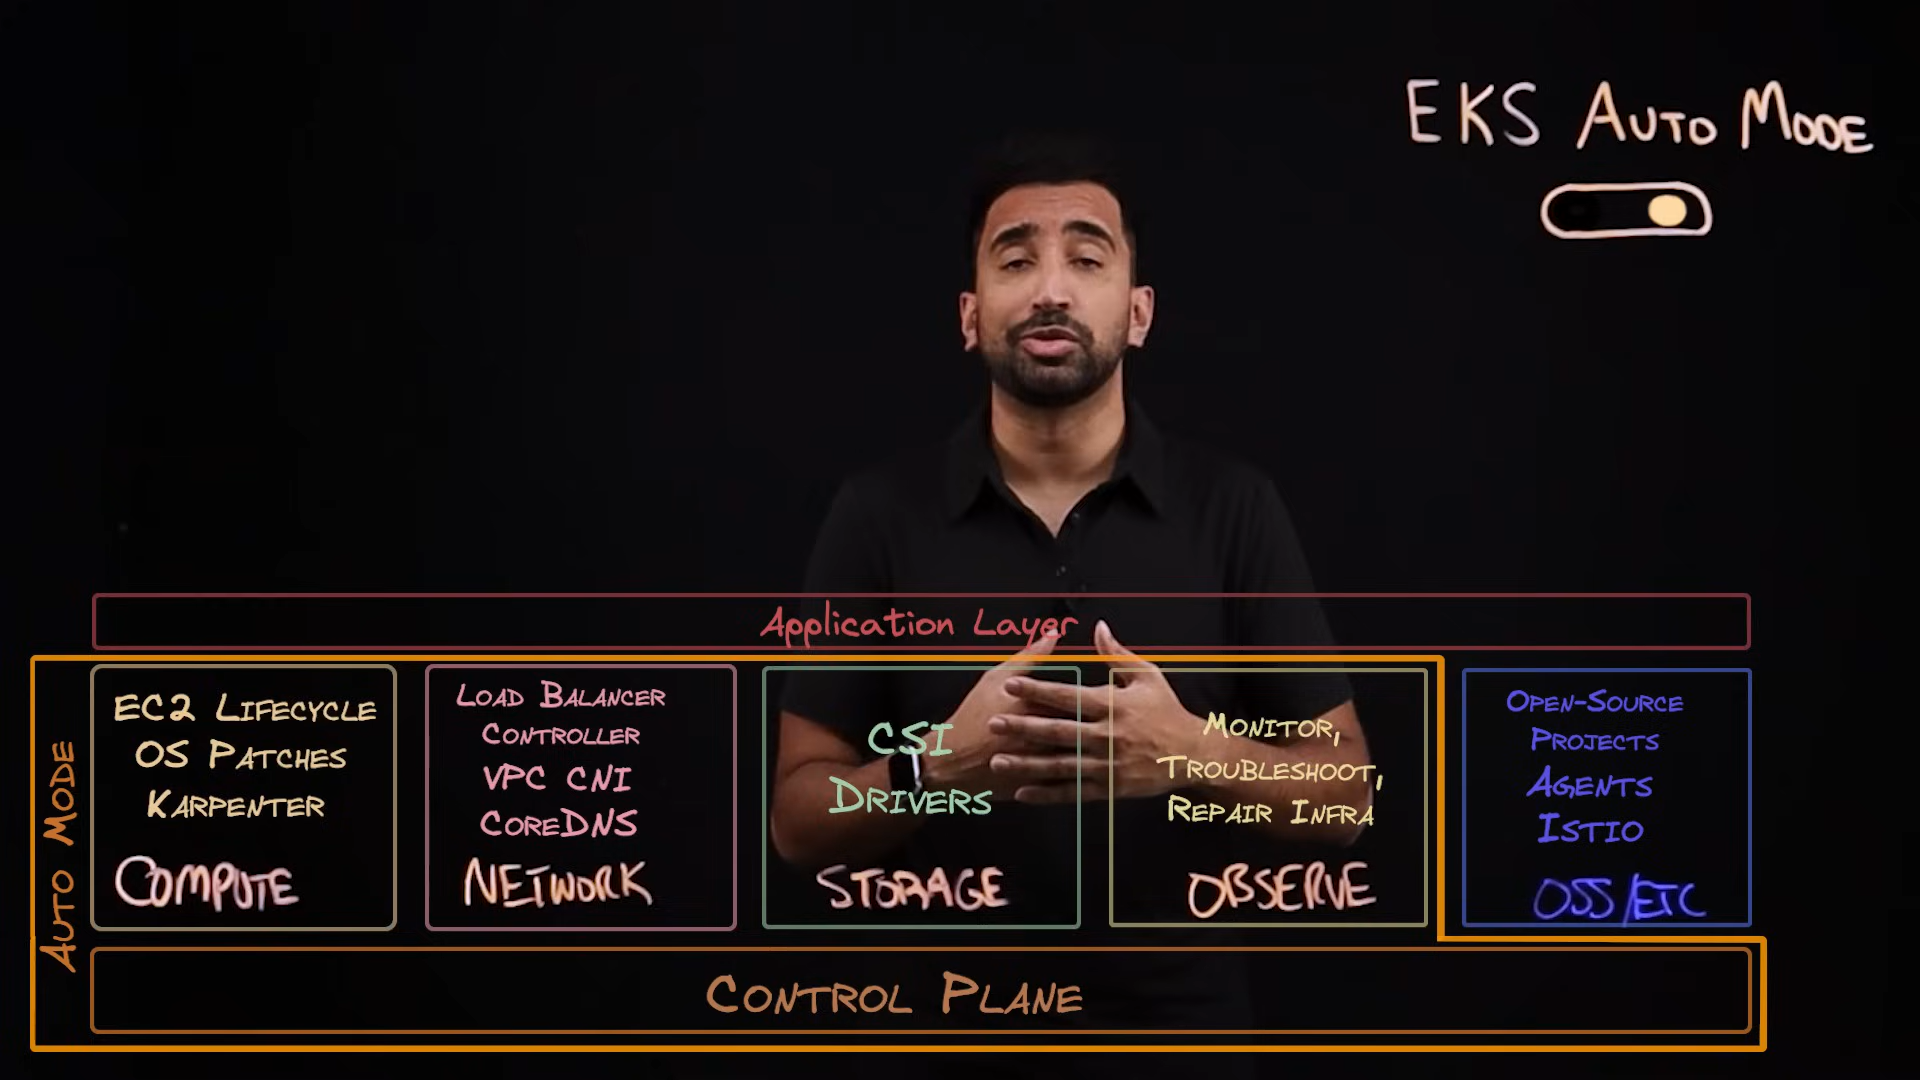 EKS AUTO MODE
Application Layer
AUTO MODE
EC2 LIFECYCLE
OS PATCHES
KARPENTER
COMPUTE
LOAD BALANCER
CONTROLLER
VPC CNI
COREDNS
NETWORK
CSI
DRIVERS
STORAGE
MONITOR,
TROUBLESHOOT,
REPAIR INFRA
OBSERVE
OPEN-SOURCE
PROJECTS
AGENTS
ISTIO
OSS/ETC
CONTROL PLANE